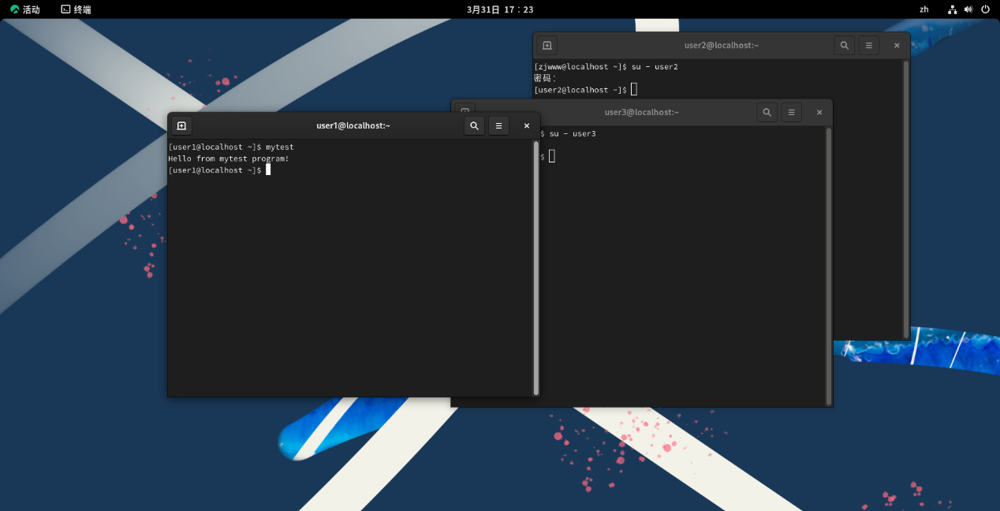 活动 终端 3月31日 17：23 zh
user2@localhost:~
[zjwww@localhost ~]$ su - user2
密码：
[user2@localhost ~]$
user3@localhost:~
$ su - user3
$
user1@localhost:~
[user1@localhost ~]$ mytest
Hello from mytest program!
[user1@localhost ~]$